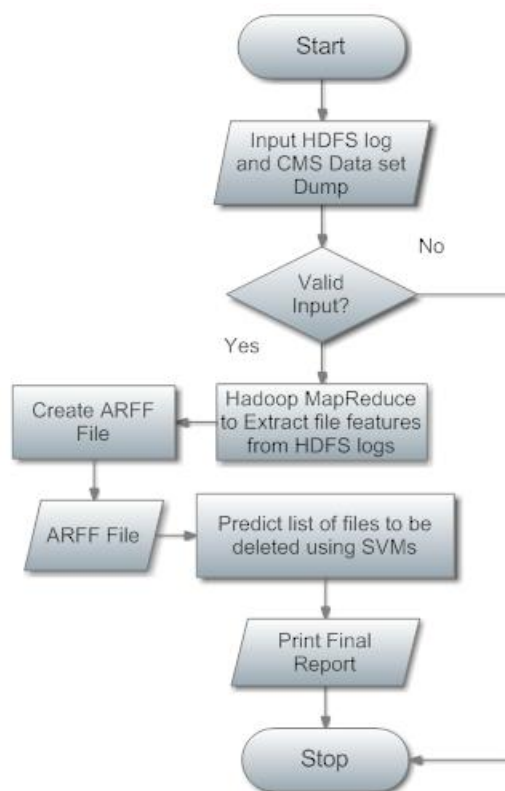 Start
Input HDFS log
and CMS Data set
Dump
No
Valid
Input?
Yes
Hadoop MapReduce
to Extract file features
from HDFS logs
Create ARFF
File
ARFF File
Predict list of files to be
deleted using SVMs
Print Final
Report
Stop